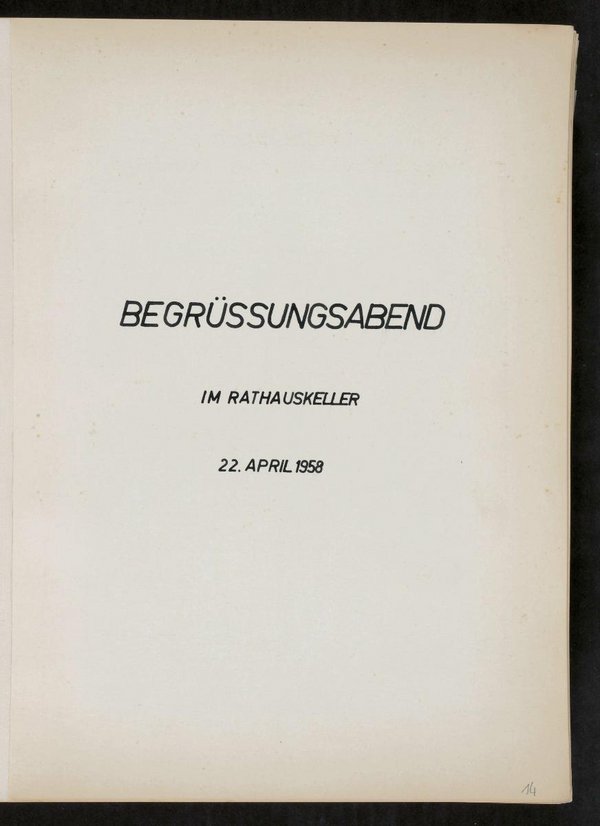 BEGRÜSSUNGSABEND
IM RATHAUSKELLER
22. APRIL 1958
14